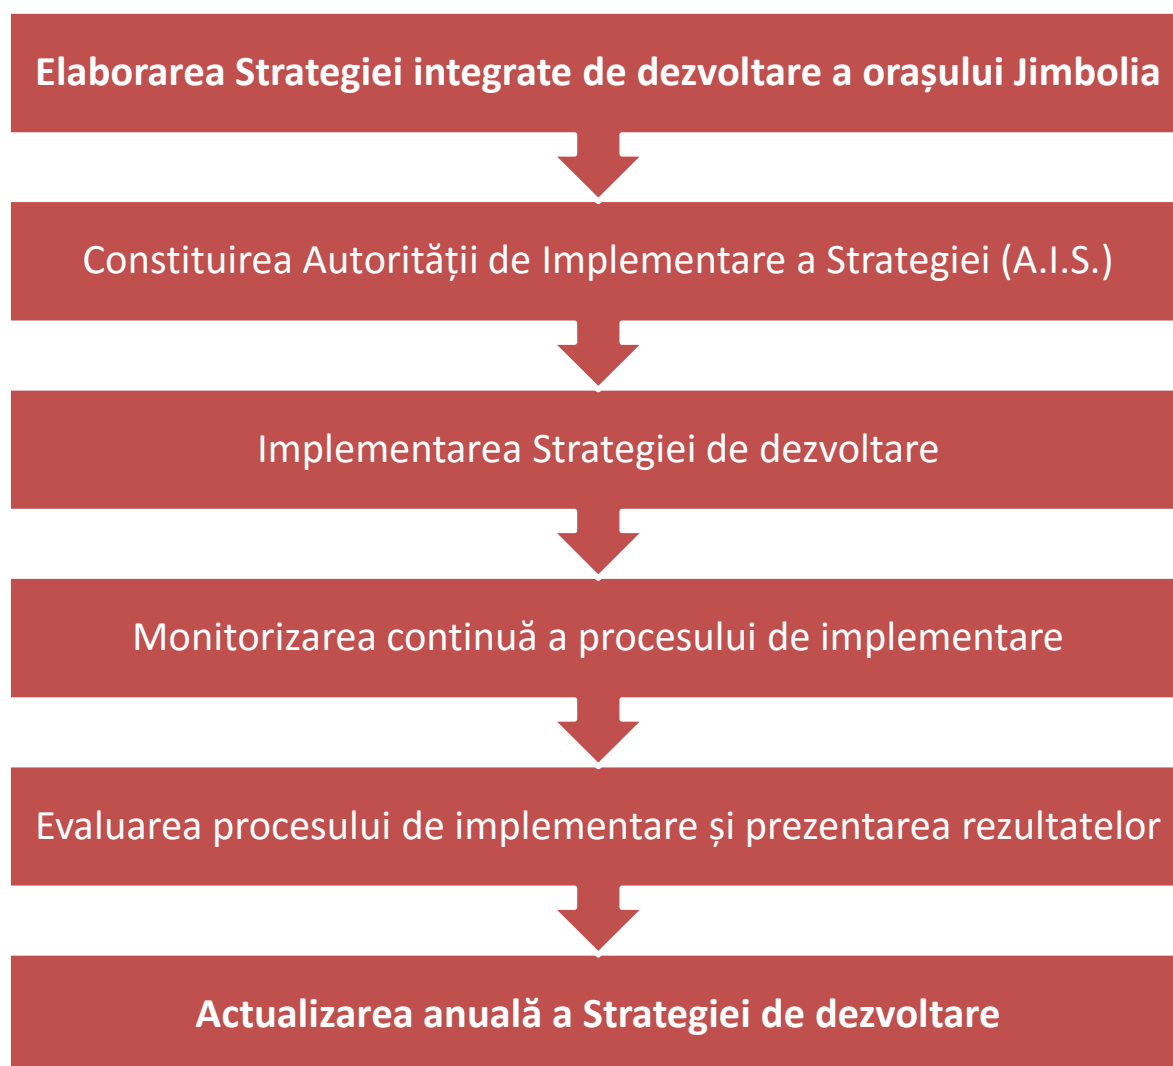 Elaborarea Strategiei integrate de dezvoltare a orașului Jimbolia
Constituirea Autorității de Implementare a Strategiei (A.I.S.)
Implementarea Strategiei de dezvoltare
Monitorizarea continuă a procesului de implementare
Evaluarea procesului de implementare și prezentarea rezultatelor
Actualizarea anuală a Strategiei de dezvoltare